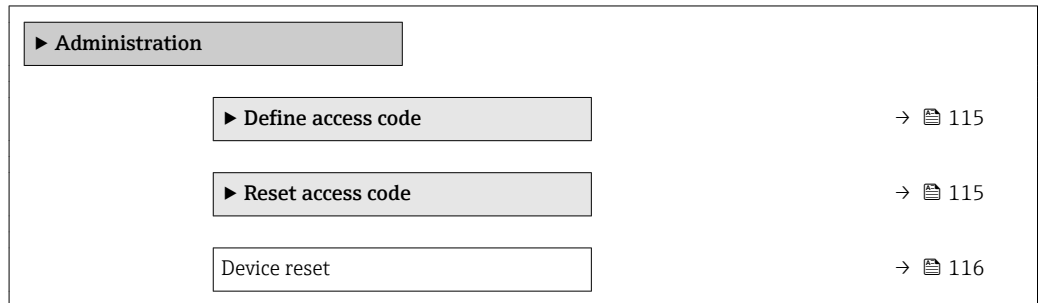 ▶ Administration
▶ Define access code → 115
▶ Reset access code → 115
Device reset → 116